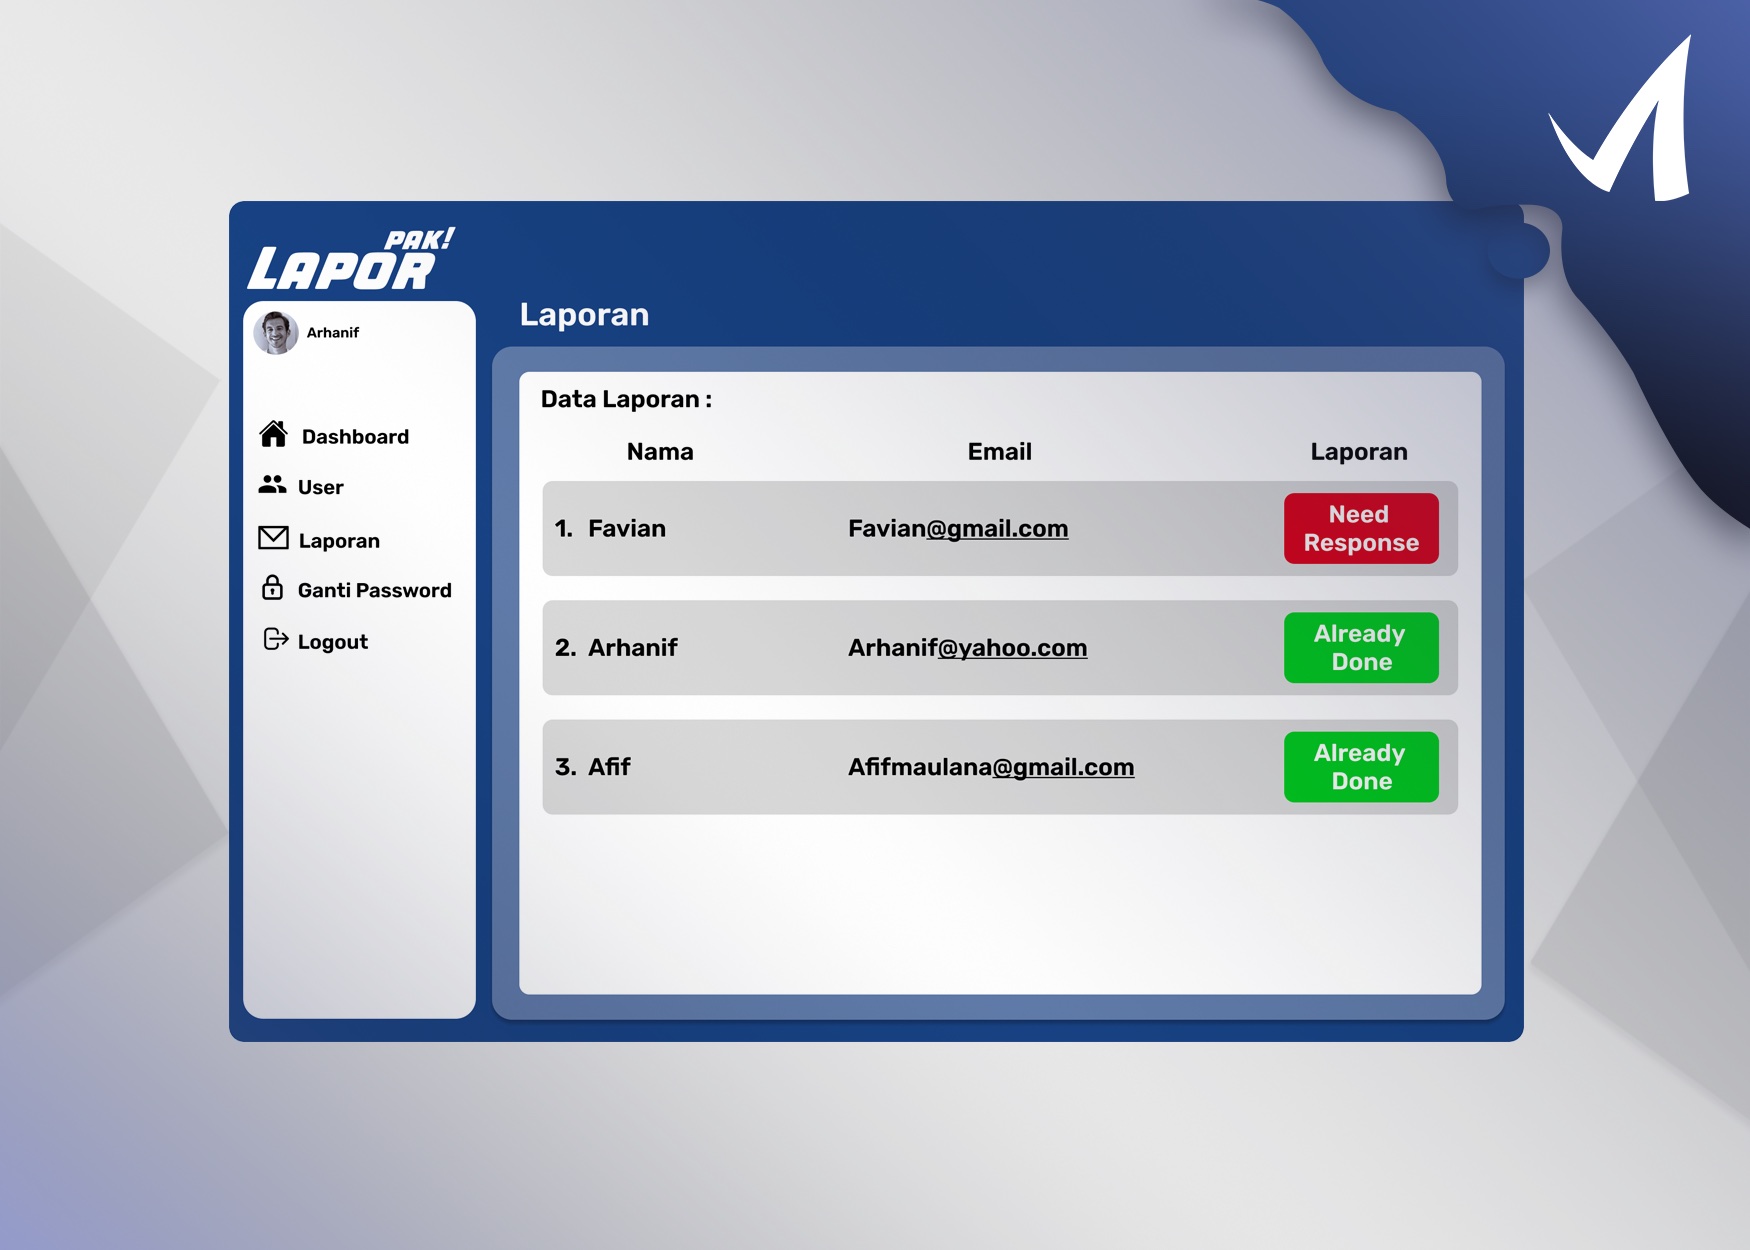 PAK!
LAPOR
Arhanif
Dashboard
User
Laporan
Ganti Password
Logout
Laporan
Data Laporan :
Nama Email Laporan
1. Favian Favian@gmail.com Need Response
2. Arhanif Arhanif@yahoo.com Already Done
3. Afif Afifmaulana@gmail.com Already Done